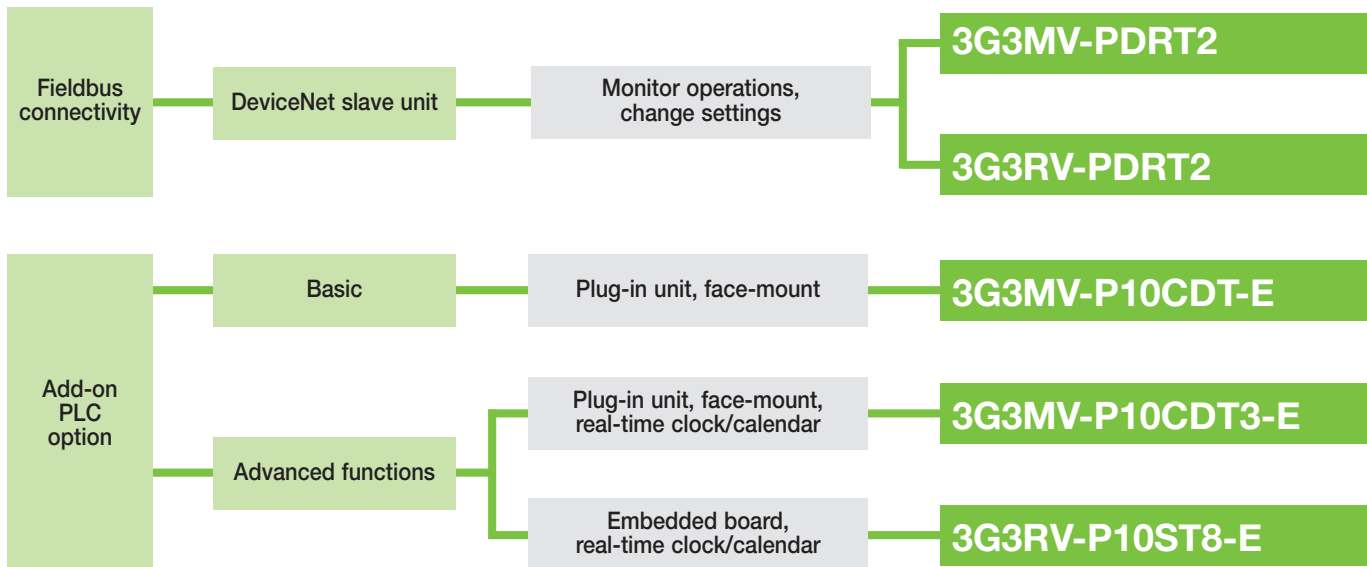 Fieldbus
connectivity
DeviceNet slave unit
Monitor operations,
change settings
3G3MV-PDRT2
3G3RV-PDRT2
Add-on
PLC
option
Basic
Plug-in unit, face-mount
3G3MV-P10CDT-E
Advanced functions
Plug-in unit, face-mount,
real-time clock/calendar
3G3MV-P10CDT3-E
Embedded board,
real-time clock/calendar
3G3RV-P10ST8-E